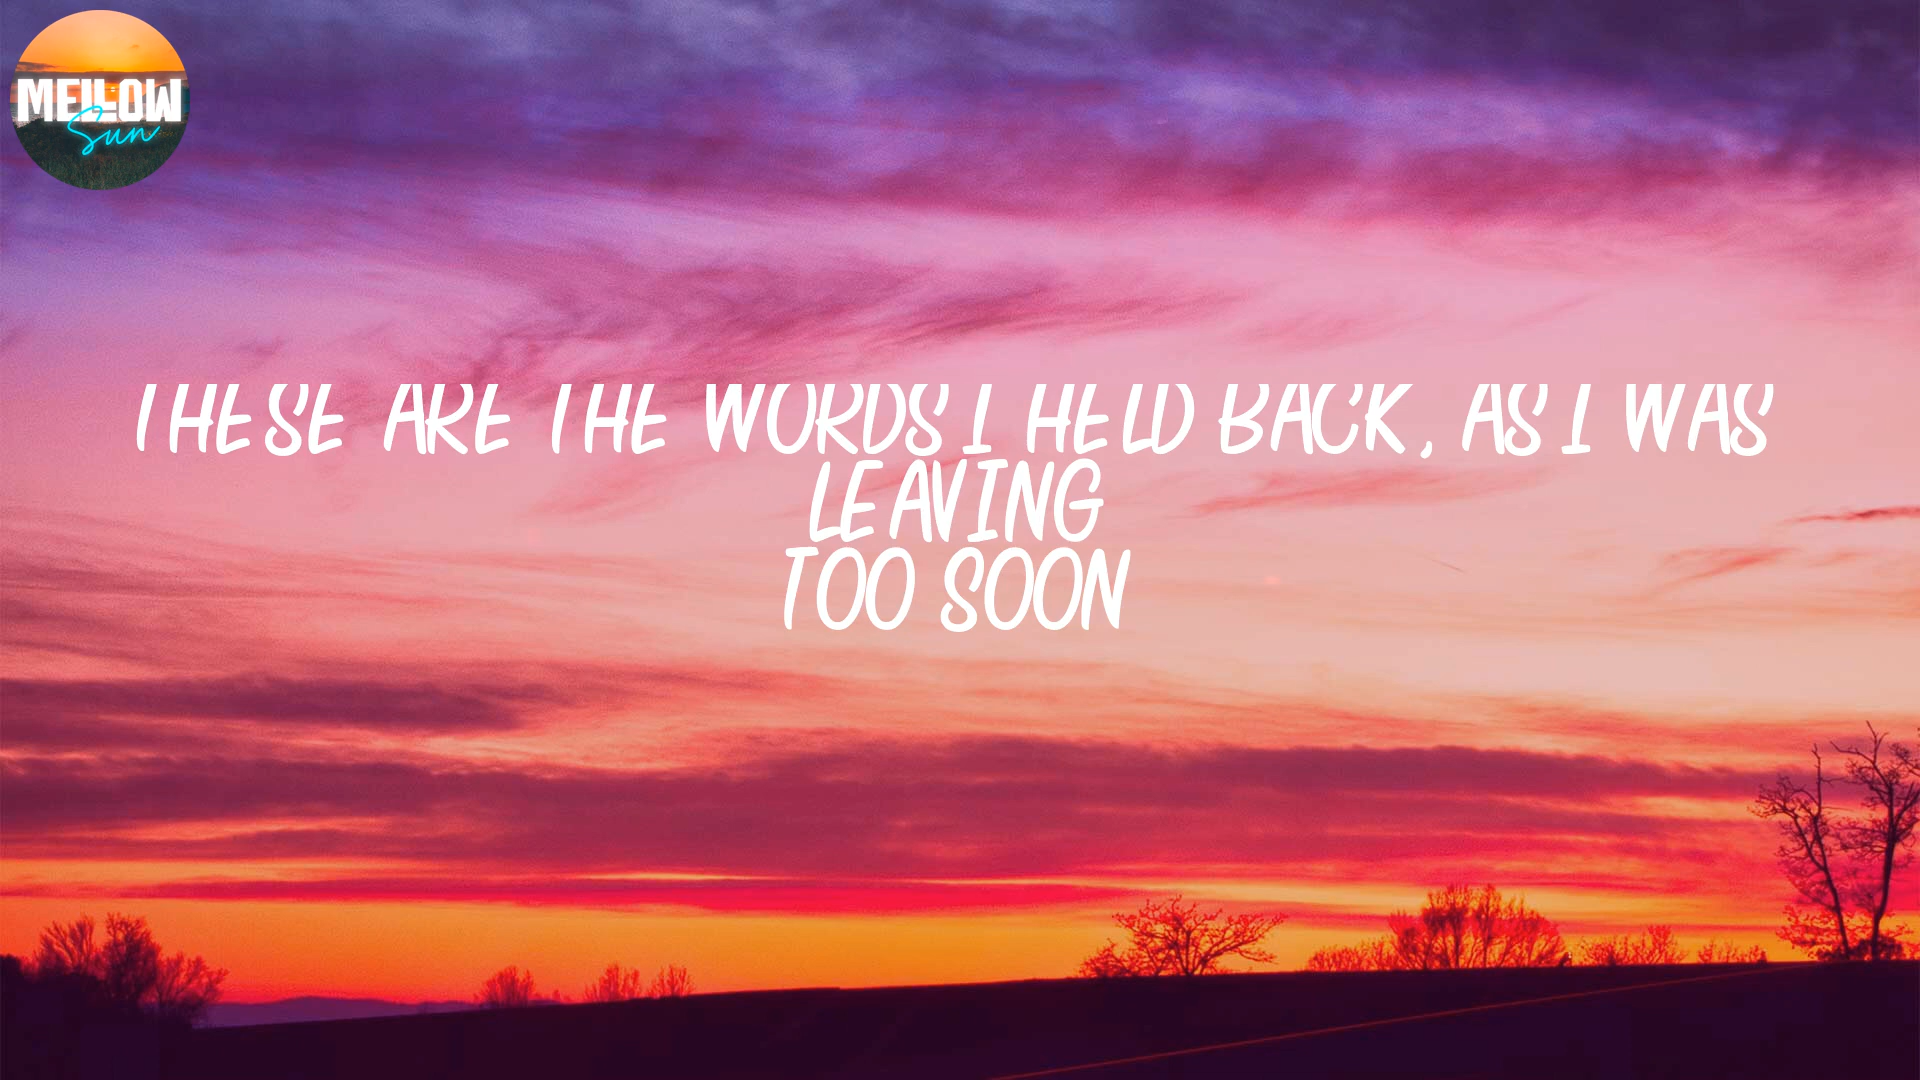 MELLOW
Sun
THESE ARE THE WORDS I HELD BACK, AS I WAS
LEAVING
TOO SOON